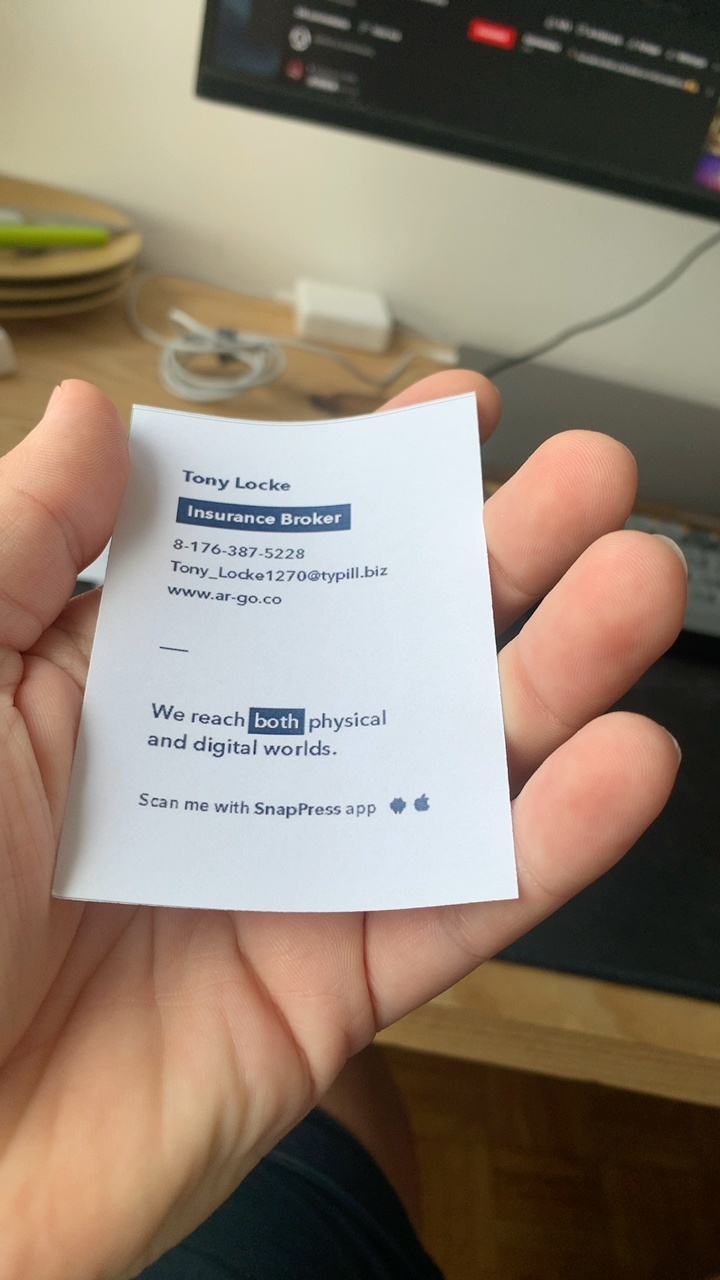 Tony Locke
Insurance Broker
8-176-387-5228
Tony_Locke1270@typill.biz
www.ar-go.co
We reach both physical
and digital worlds.
Scan me with SnapPress app